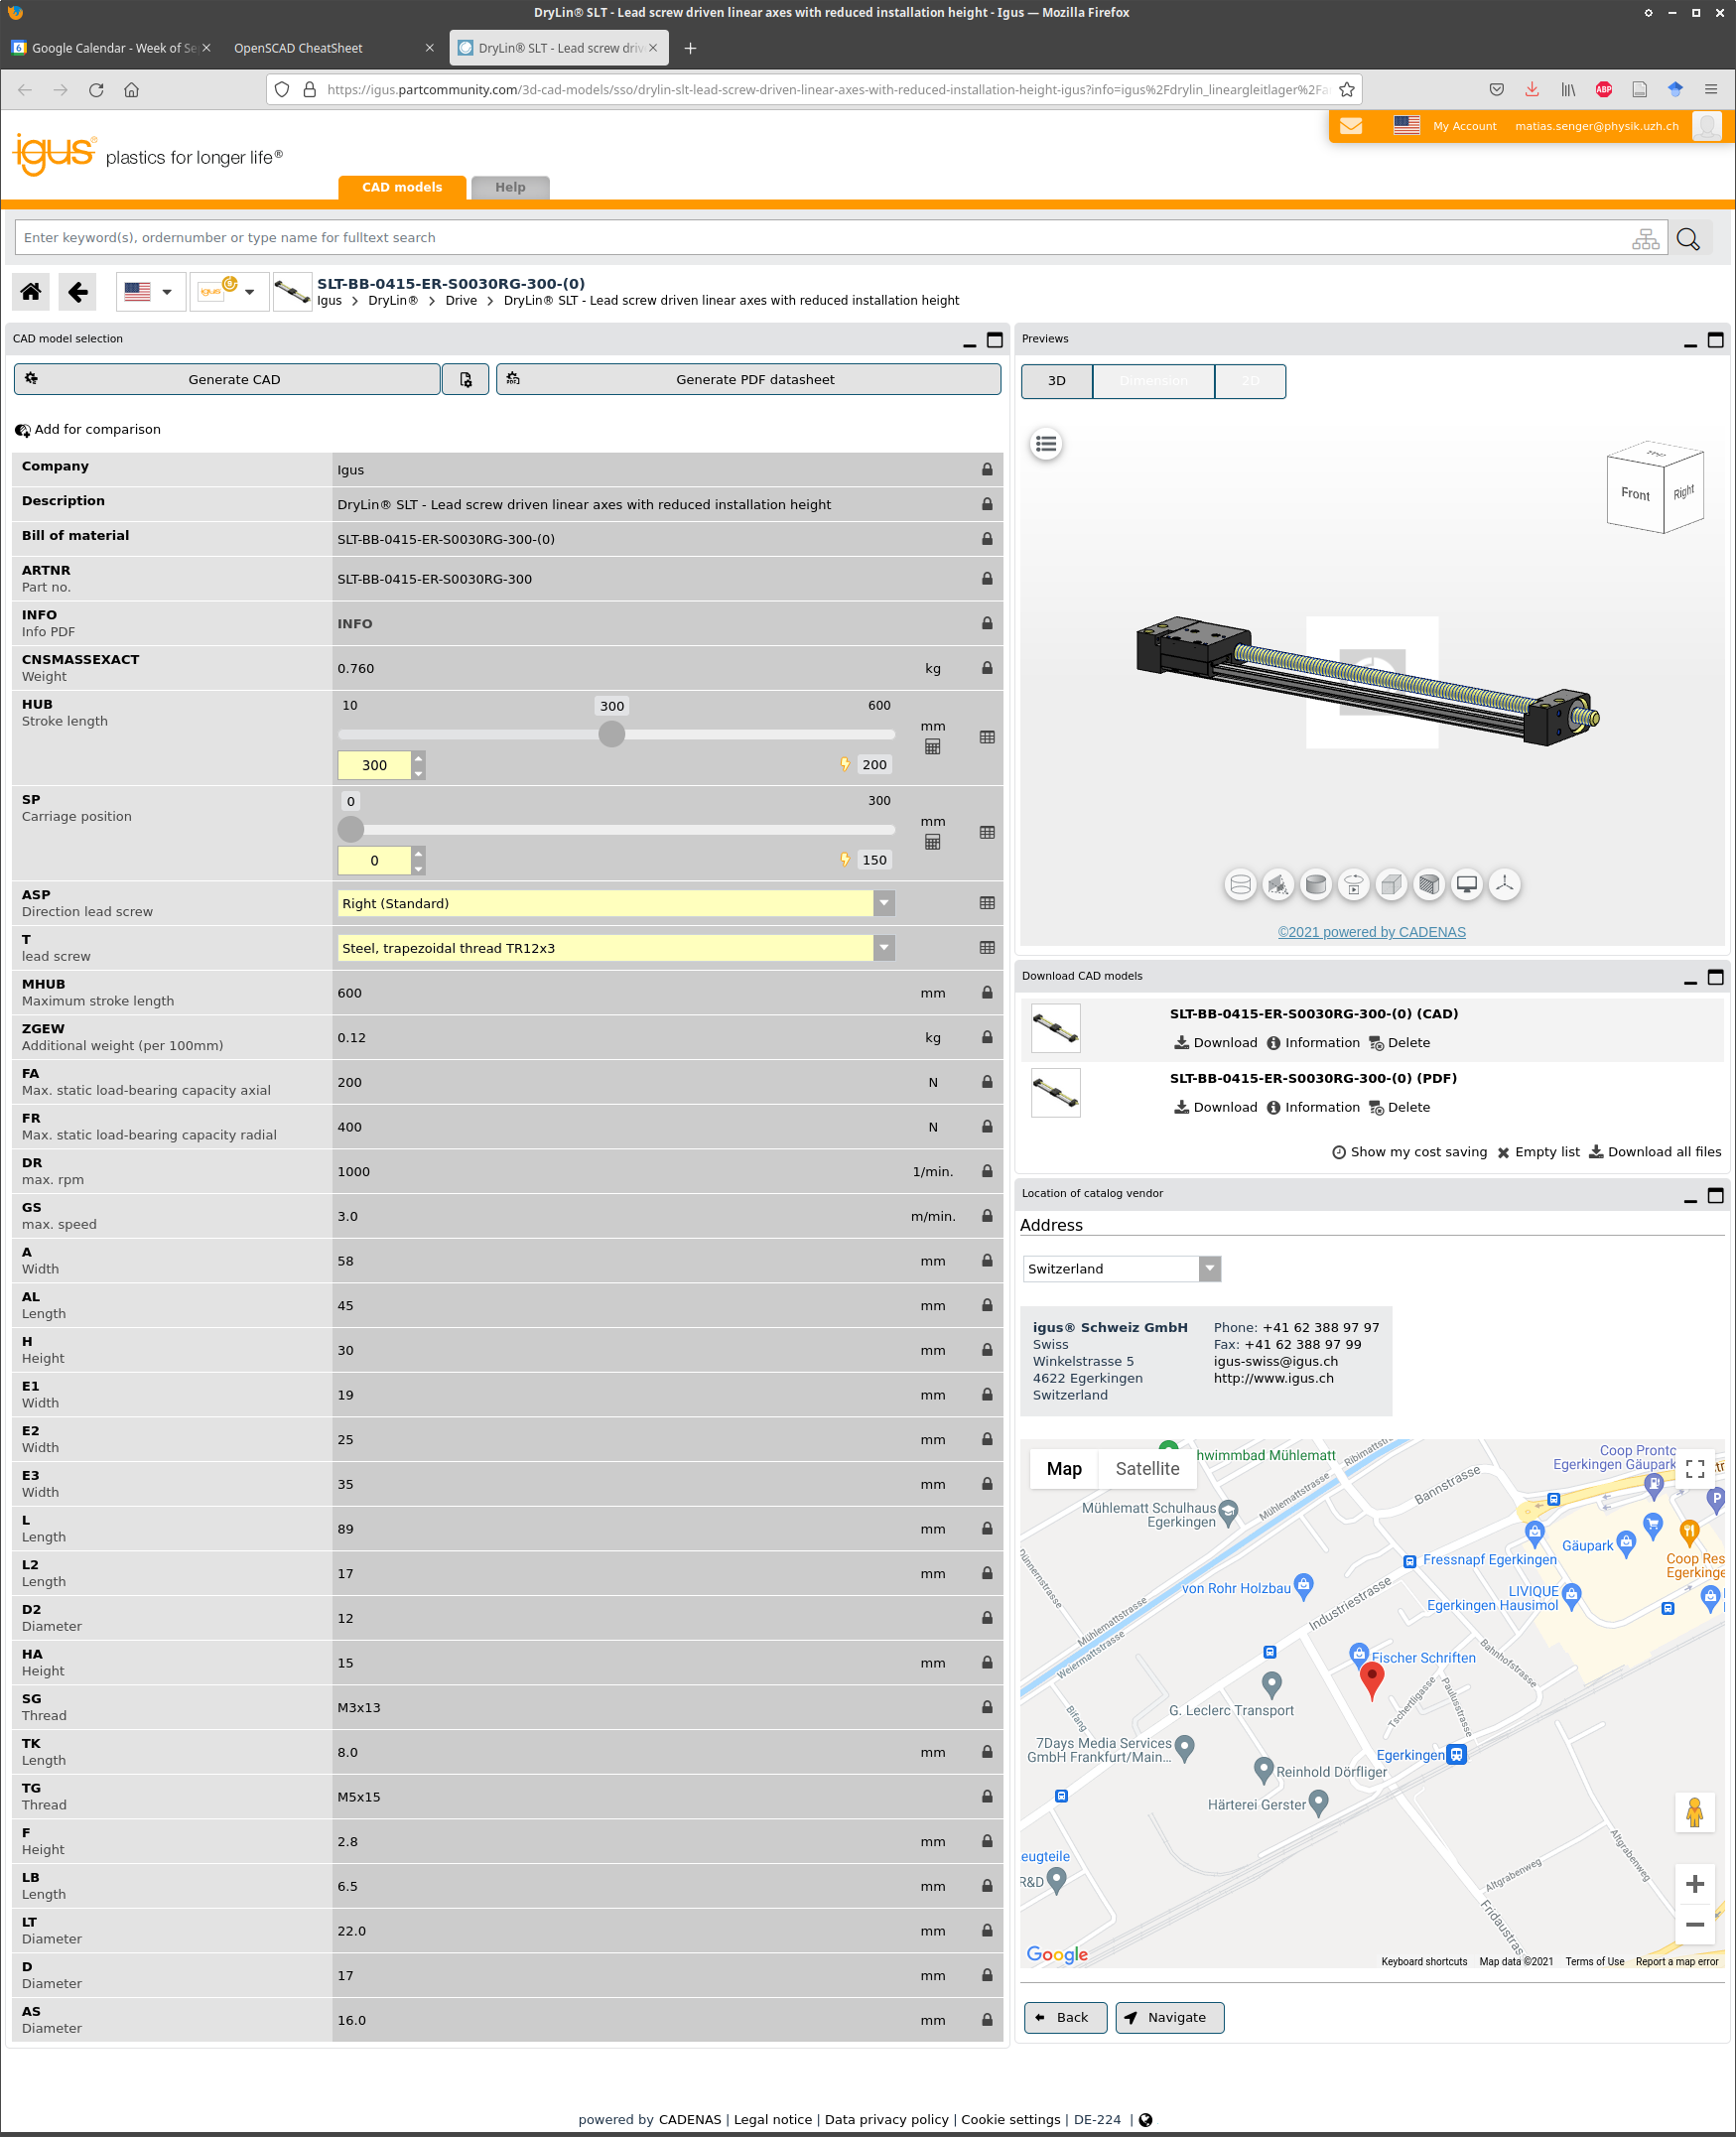 DryLin® SLT - Lead screw driven linear axes with reduced installation height - Igus — Mozilla Firefox
Google Calendar - Week of Se
OpenSCAD CheatSheet
DryLin® SLT - Lead screw driv
https://igus.partcommunity.com/3d-cad-models/sso/drylin-slt-lead-screw-driven-linear-axes-with-reduced-installation-height-igus?info=igus%2Fdrylin_lineargleitlager%2Fa
ABP
igus® plastics for longer life®
My Account
matias.senger@physik.uzh.ch
CAD models
Help
Enter keyword(s), ordernumber or type name for fulltext search
igus
SLT-BB-0415-ER-S0030RG-300-(0)
Igus > DryLin® > Drive > DryLin® SLT - Lead screw driven linear axes with reduced installation height
CAD model selection
Generate CAD
Generate PDF datasheet
Add for comparison
Company
Igus
Description
DryLin® SLT - Lead screw driven linear axes with reduced installation height
Bill of material
SLT-BB-0415-ER-S0030RG-300-(0)
ARTNR
Part no.
SLT-BB-0415-ER-S0030RG-300
INFO
Info PDF
INFO
CNSMASSEXACT
Weight
0.760
kg
HUB
Stroke length
10
300
600
mm
300
200
SP
Carriage position
0
300
mm
0
150
ASP
Direction lead screw
Right (Standard)
T
lead screw
Steel, trapezoidal thread TR12x3
MHUB
Maximum stroke length
600
mm
ZGEW
Additional weight (per 100mm)
0.12
kg
FA
Max. static load-bearing capacity axial
200
N
FR
Max. static load-bearing capacity radial
400
N
DR
max. rpm
1000
1/min.
GS
max. speed
3.0
m/min.
A
Width
58
mm
AL
Length
45
mm
H
Height
30
mm
E1
Width
19
mm
E2
Width
25
mm
E3
Width
35
mm
L
Length
89
mm
L2
Length
17
mm
D2
Diameter
12
HA
Height
15
mm
SG
Thread
M3x13
TK
Length
8.0
mm
TG
Thread
M5x15
F
Height
2.8
mm
LB
Length
6.5
mm
LT
Diameter
22.0
mm
D
Diameter
17
mm
AS
Diameter
16.0
mm
Previews
3D
Dimension
2D
Top
Front
Right
©2021 powered by CADENAS
Download CAD models
SLT-BB-0415-ER-S0030RG-300-(0) (CAD)
Download Information Delete
SLT-BB-0415-ER-S0030RG-300-(0) (PDF)
Download Information Delete
Show my cost saving Empty list Download all files
Location of catalog vendor
Address
Switzerland
igus® Schweiz GmbH
Swiss
Winkelstrasse 5
4622 Egerkingen
Switzerland
Phone: +41 62 388 97 97
Fax: +41 62 388 97 99
igus-swiss@igus.ch
http://www.igus.ch
Map
Satellite
hwimmbad Mühlematt
Ribimattstraße
Coop Pronto
Egerkingen Gäupark
Mühlematt Schulhaus
Egerkingen
Mühlemattstrasse
Bannstrasse
P
Gäupark
Fressnapf Egerkingen
Coop Res
Egerkinge
von Rohr Holzbau
LIVIQUE
Egerkingen Hausimol
Industriestrasse
Dünnernstrasse
Mühlemattstrasse
Weiermattstrasse
Bahnhofstrasse
Fischer Schriften
Tschertligasse
Paulusstrasse
G. Leclerc Transport
Bifang
7Days Media Services
GmbH Frankfurt/Main...
Egerkingen
Reinhold Dörfliger
Härterei Gerster
eugteile
R&D
Altgrabenweg
Altgrabenweg
Fridaustras
Google
Keyboard shortcuts
Map data ©2021
Terms of Use
Report a map error
Back
Navigate
powered by CADENAS | Legal notice | Data privacy policy | Cookie settings | DE-224 |